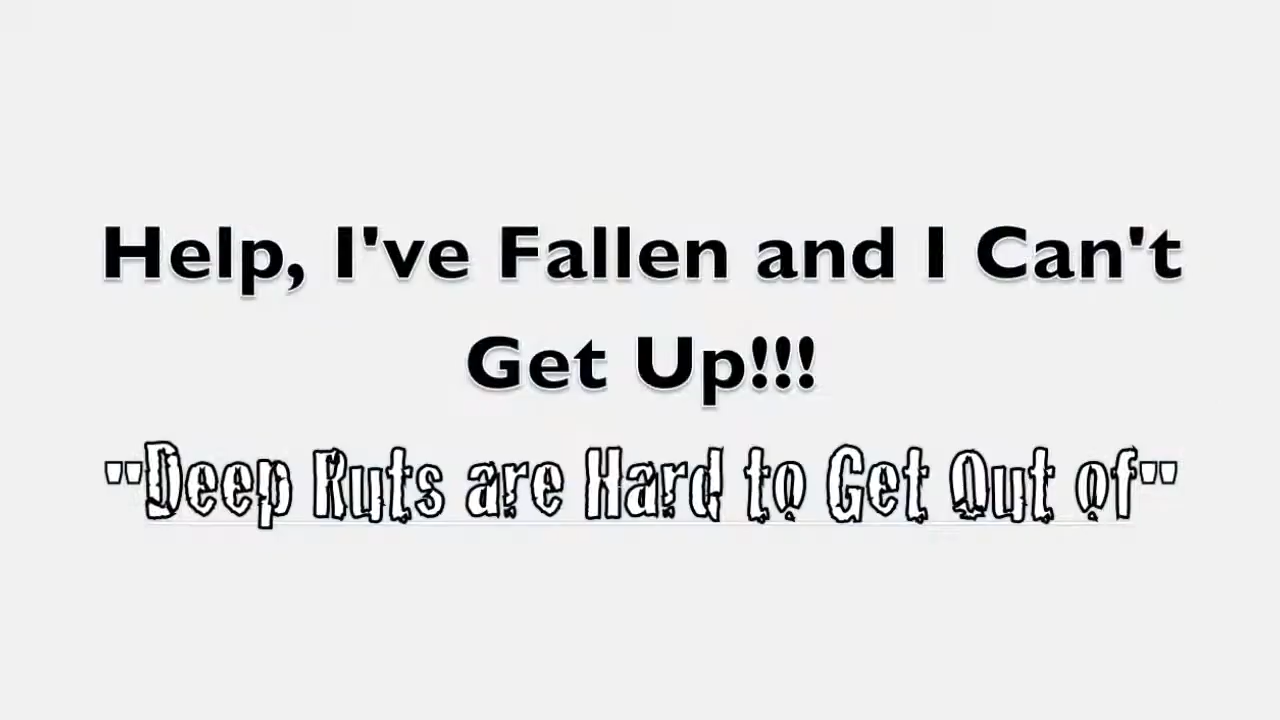 Help, I've Fallen and I Can't
Get Up!!!
"Deep Ruts are Hard to Get Out of"